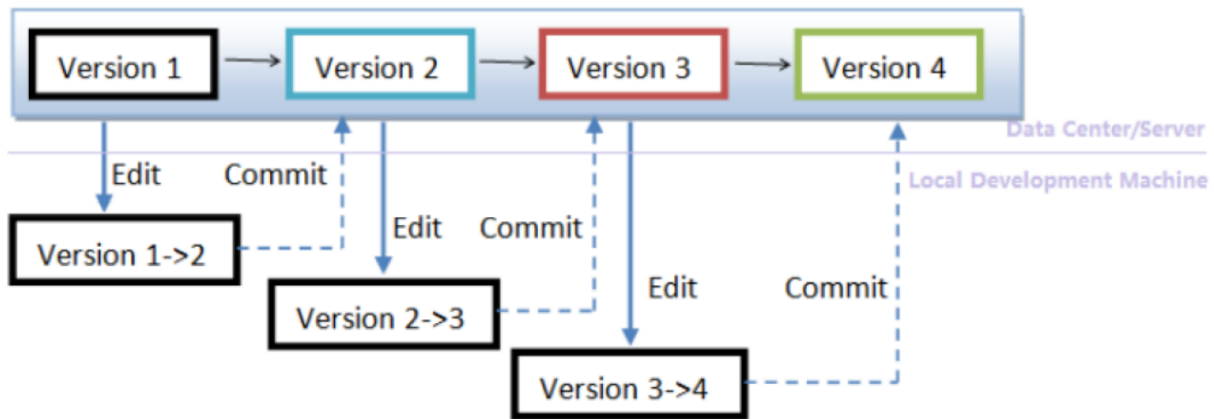 Version 1
Version 2
Version 3
Version 4
Data Center/Server
Local Development Machine
Edit
Commit
Version 1->2
Edit
Commit
Version 2->3
Edit
Commit
Version 3->4